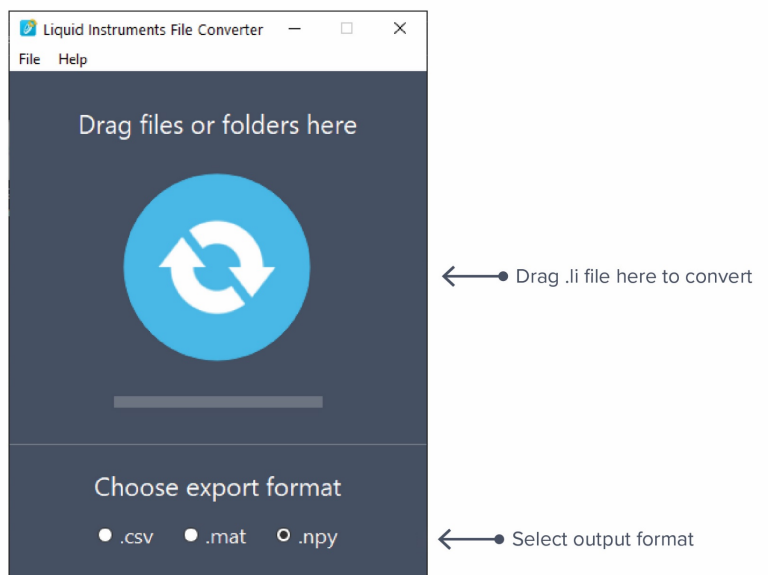 Liquid Instruments File Converter
File Help
Drag files or folders here
Drag .li file here to convert
Choose export format
.csv .mat .npy
Select output format